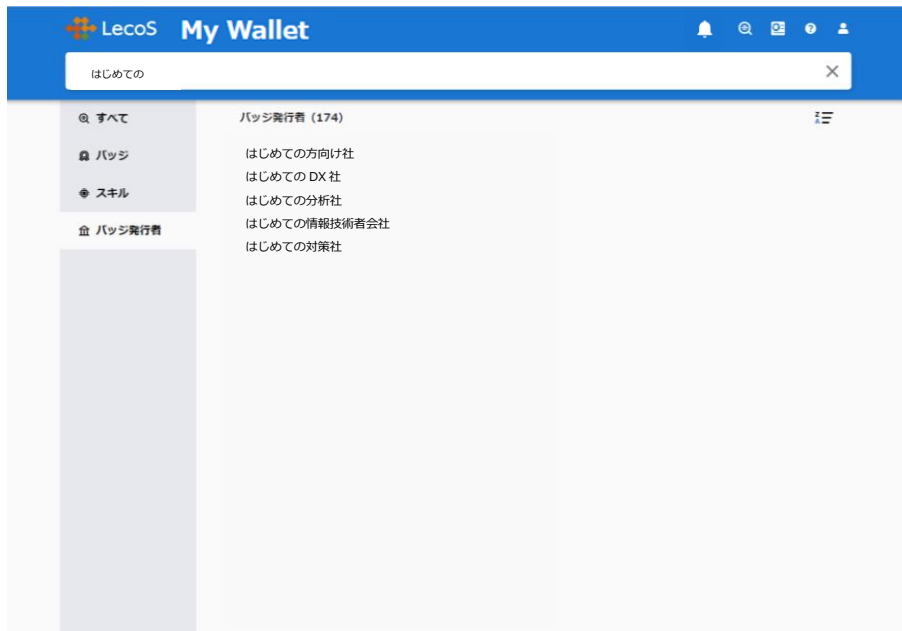 LecoS My Wallet
はじめての
すべて
バッジ
スキル
バッジ発行者
バッジ発行者 (174)
はじめての方向け社
はじめての DX 社
はじめての分析社
はじめての情報技術者会社
はじめての対策社